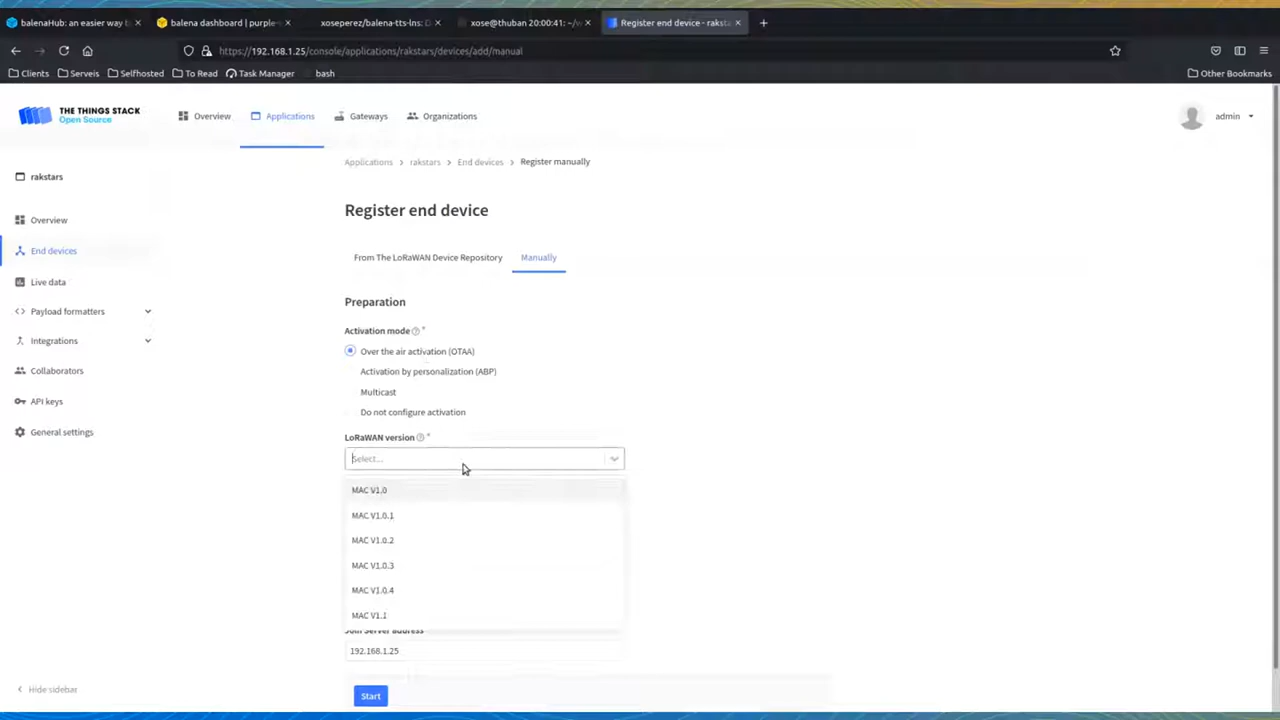 balenaHub: an easier way t
balena dashboard | purple-
xoseperez/balena-tts-lns: D
xose@thuban 20:00:41: ~/w
Register end device - raksta
https://192.168.1.25/console/applications/rakstars/devices/add/manual
Clients
Serveis
Selfhosted
To Read
Task Manager
bash
Other Bookmarks
THE THINGS STACK
Open Source
Overview
Applications
Gateways
Organizations
admin
Applications > rakstars > End devices > Register manually
rakstars
Overview
End devices
Live data
Payload formatters
Integrations
Collaborators
API keys
General settings
Hide sidebar
Register end device
From The LoRaWAN Device Repository
Manually
Preparation
Activation mode *
Over the air activation (OTAA)
Activation by personalization (ABP)
Multicast
Do not configure activation
LoRaWAN version *
Select...
MAC V1.0
MAC V1.0.1
MAC V1.0.2
MAC V1.0.3
MAC V1.0.4
MAC V1.1
Join Server address
192.168.1.25
Start